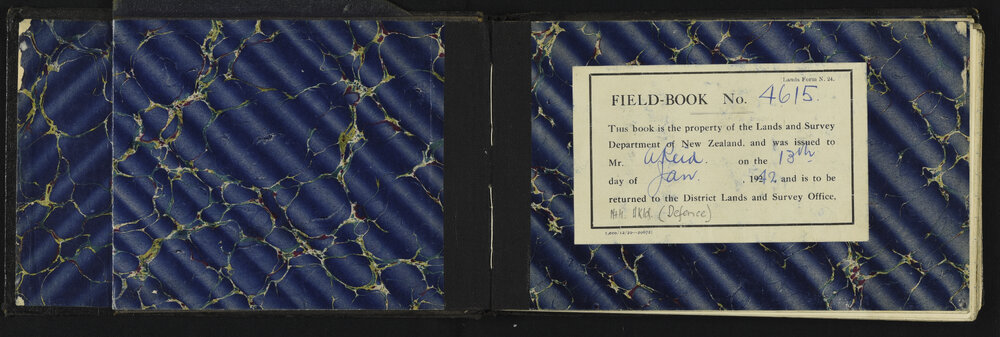 Lands Form N. 24.
FIELD-BOOK No. 4615.
THIS book is the property of the Lands and Survey
Department of New Zealand, and was issued to
Mr. A Reid. on the 13th
day of Jan. 1942, and is to be
returned to the District Lands and Survey Office,
(Defence)